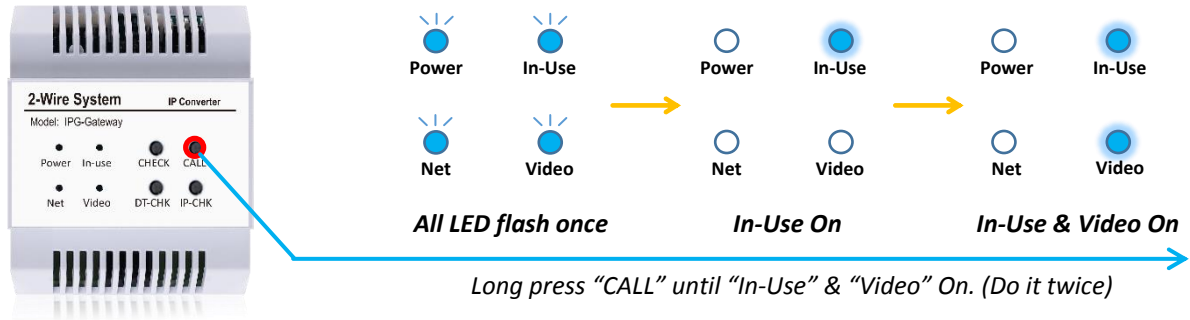 2-Wire System IP Converter
Model: IPG-Gateway
Power In-use CHECK CALL
Net Video DT-CHK IP-CHK
Power In-Use
Net Video
All LED flash once
Power In-Use
Net Video
In-Use On
Power In-Use
Net Video
In-Use & Video On
Long press “CALL” until “In-Use” & “Video” On. (Do it twice)